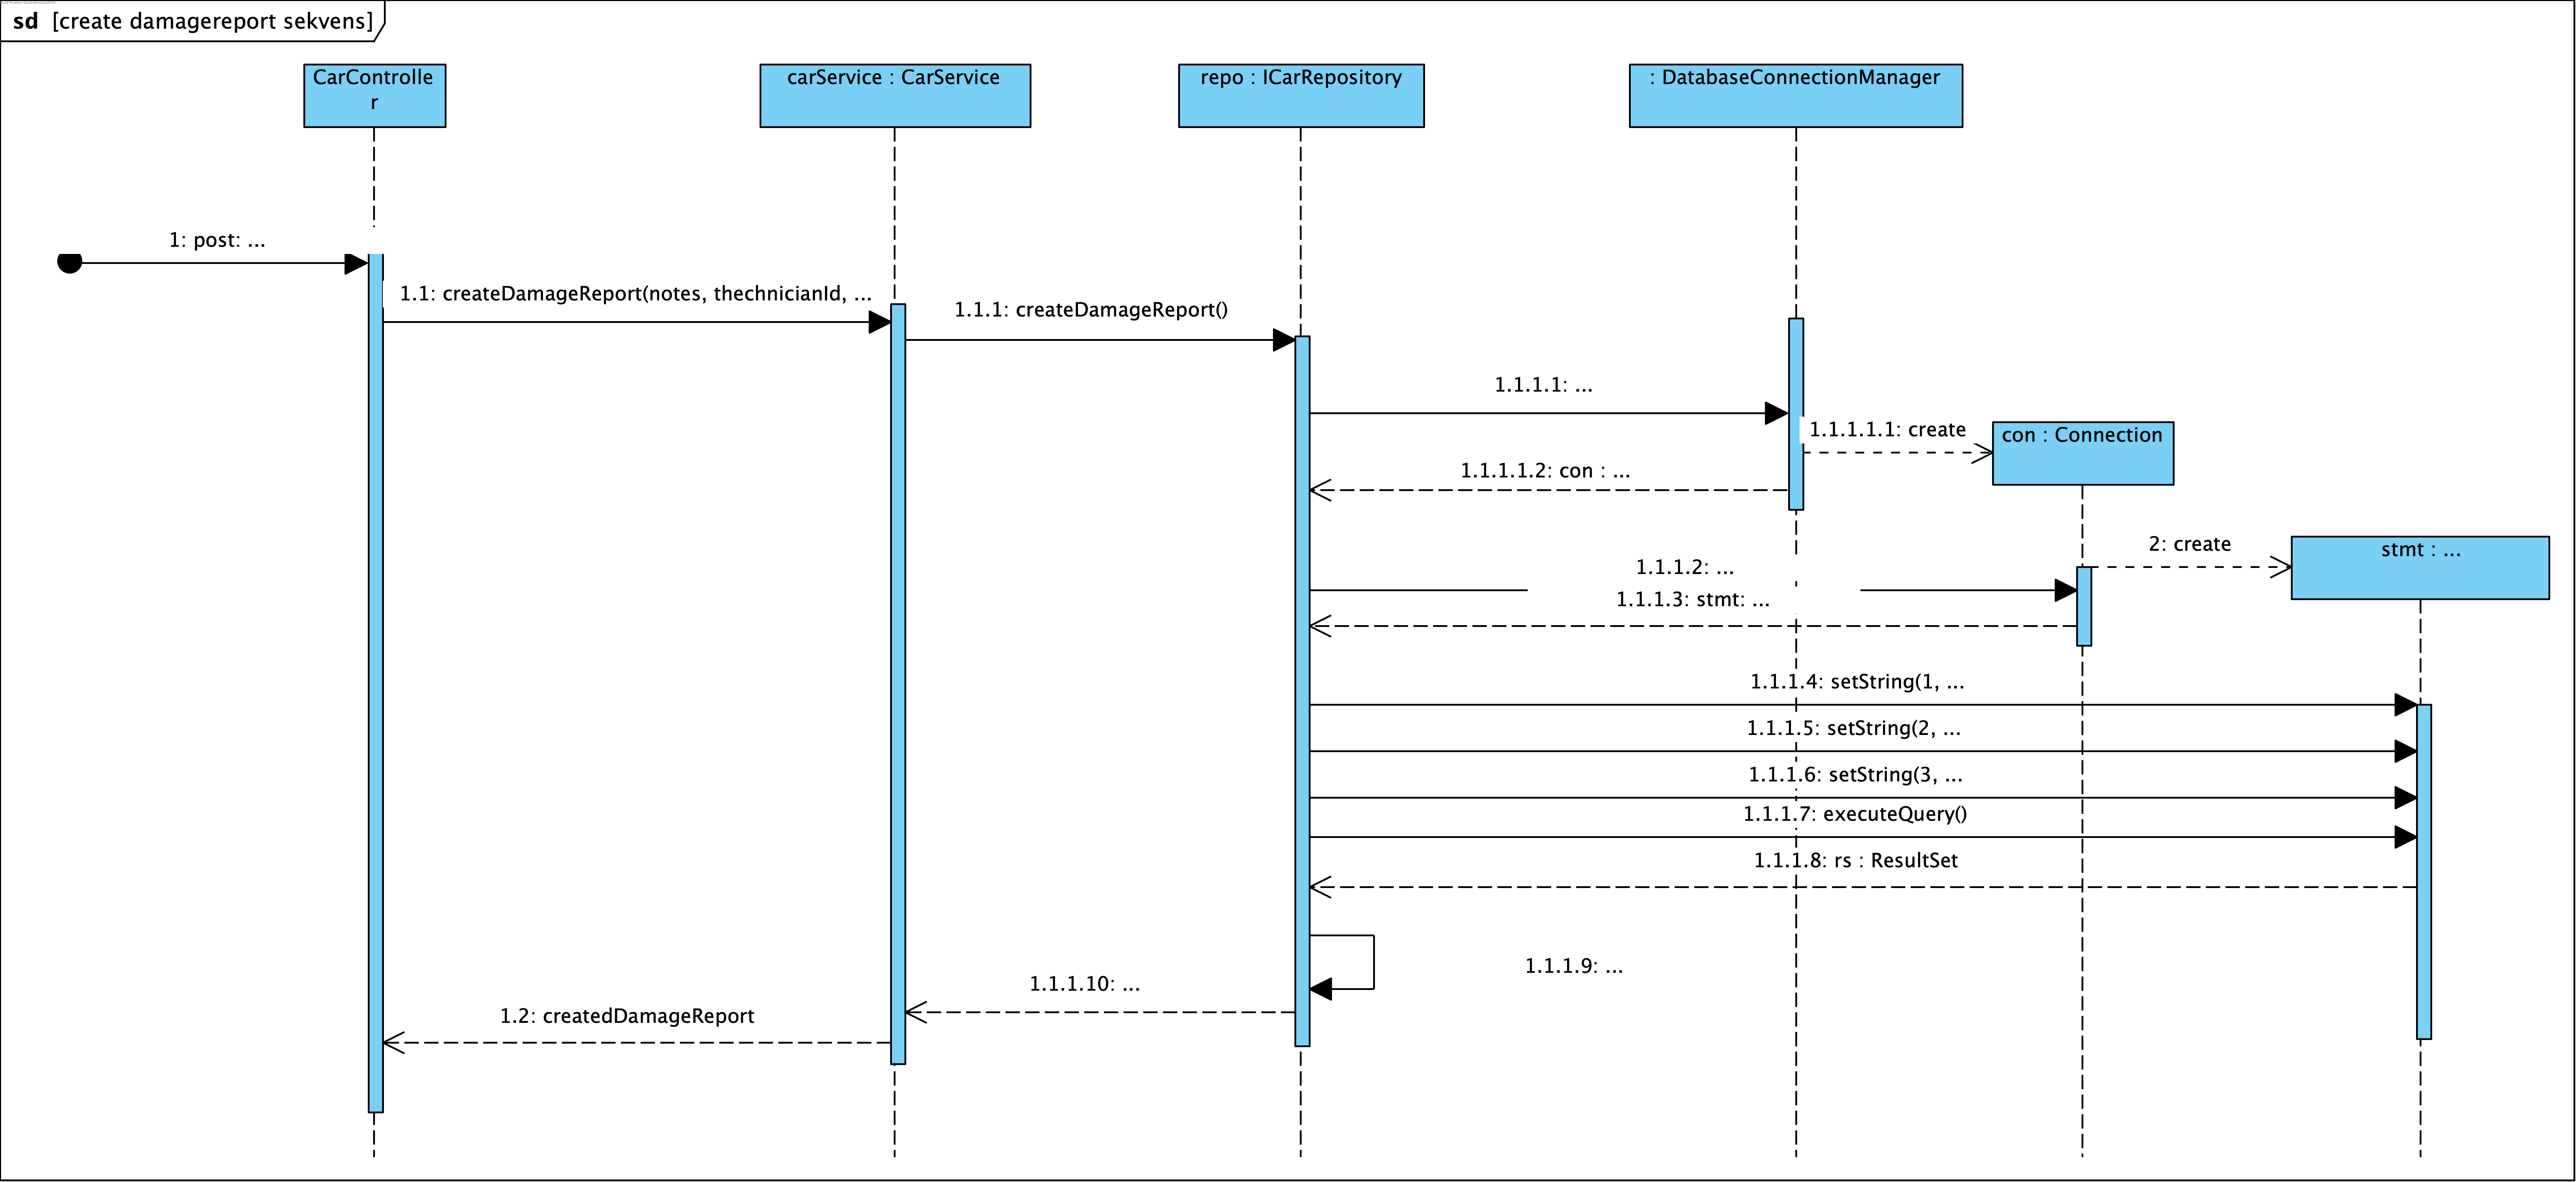 sd [create damagereport sekvens]
CarControlle
r
carService : CarService
repo : ICarRepository
: DatabaseConnectionManager
1: post: ...
1.1: createDamageReport(notes, thechnicianId, ...
1.1.1: createDamageReport()
1.1.1.1: ...
1.1.1.1.1: create
con : Connection
1.1.1.1.2: con : ...
2: create
stmt : ...
1.1.1.2: ...
1.1.1.3: stmt: ...
1.1.1.4: setString(1, ...
1.1.1.5: setString(2, ...
1.1.1.6: setString(3, ...
1.1.1.7: executeQuery()
1.1.1.8: rs : ResultSet
1.1.1.9: ...
1.1.1.10: ...
1.2: createdDamageReport